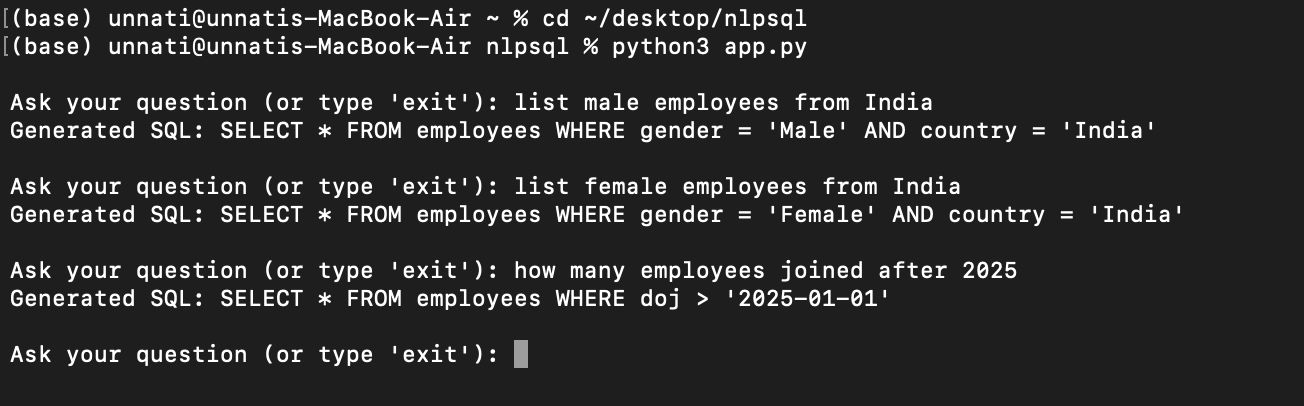 [(base) unnati@unnatis-MacBook-Air ~ % cd ~/desktop/nlpsql
[(base) unnati@unnatis-MacBook-Air nlpsql % python3 app.py
Ask your question (or type 'exit'): list male employees from India
Generated SQL: SELECT * FROM employees WHERE gender = 'Male' AND country = 'India'
Ask your question (or type 'exit'): list female employees from India
Generated SQL: SELECT * FROM employees WHERE gender = 'Female' AND country = 'India'
Ask your question (or type 'exit'): how many employees joined after 2025
Generated SQL: SELECT * FROM employees WHERE doj > '2025-01-01'
Ask your question (or type 'exit'):